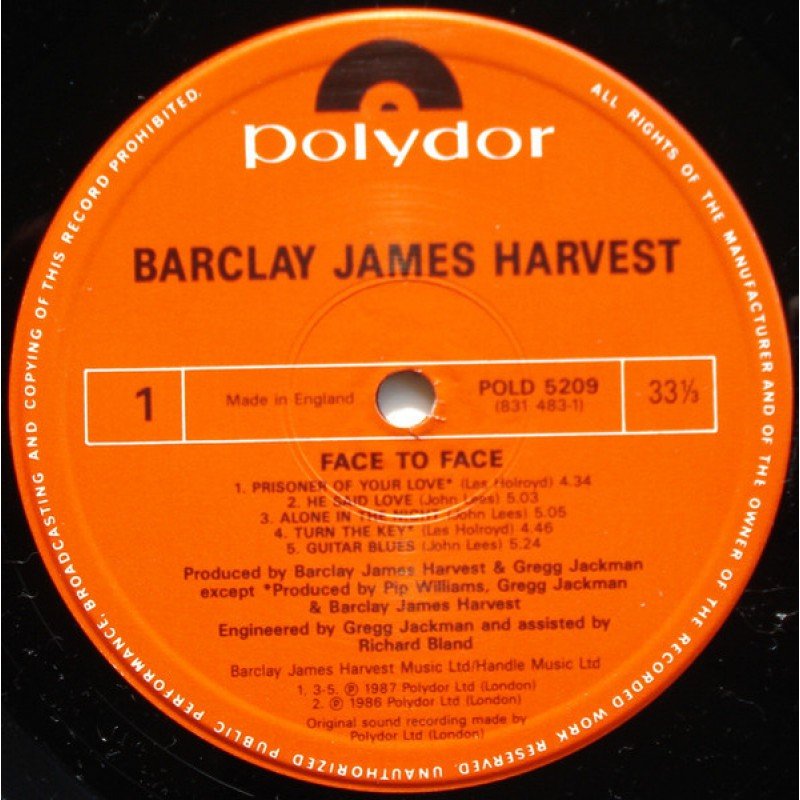 polydor
BARCLAY JAMES HARVEST
1
Made in England
POLD 5209
(831 483-1)
33⅓
FACE TO FACE
1. PRISONER OF YOUR LOVE* (Les Holroyd) 4.34
2. HE SAID LOVE (John Lees) 5.03
3. ALONE IN THE NIGHT (John Lees) 5.05
4. TURN THE KEY* (Les Holroyd) 4.46
5. GUITAR BLUES (John Lees) 5.24
Produced by Barclay James Harvest & Gregg Jackman
except *Produced by Pip Williams, Gregg Jackman
& Barclay James Harvest
Engineered by Gregg Jackman and assisted by
Richard Bland
Barclay James Harvest Music Ltd/Handle Music Ltd
1, 3-5. ℗ 1987 Polydor Ltd (London)
2. ℗ 1986 Polydor Ltd (London)
Original sound recording made by
Polydor Ltd (London)
ALL RIGHTS OF THE MANUFACTURER AND OF THE OWNER OF THE RECORDED WORK RESERVED. UNAUTHORIZED PUBLIC PERFORMANCE, BROADCASTING AND COPYING OF THIS RECORD PROHIBITED.